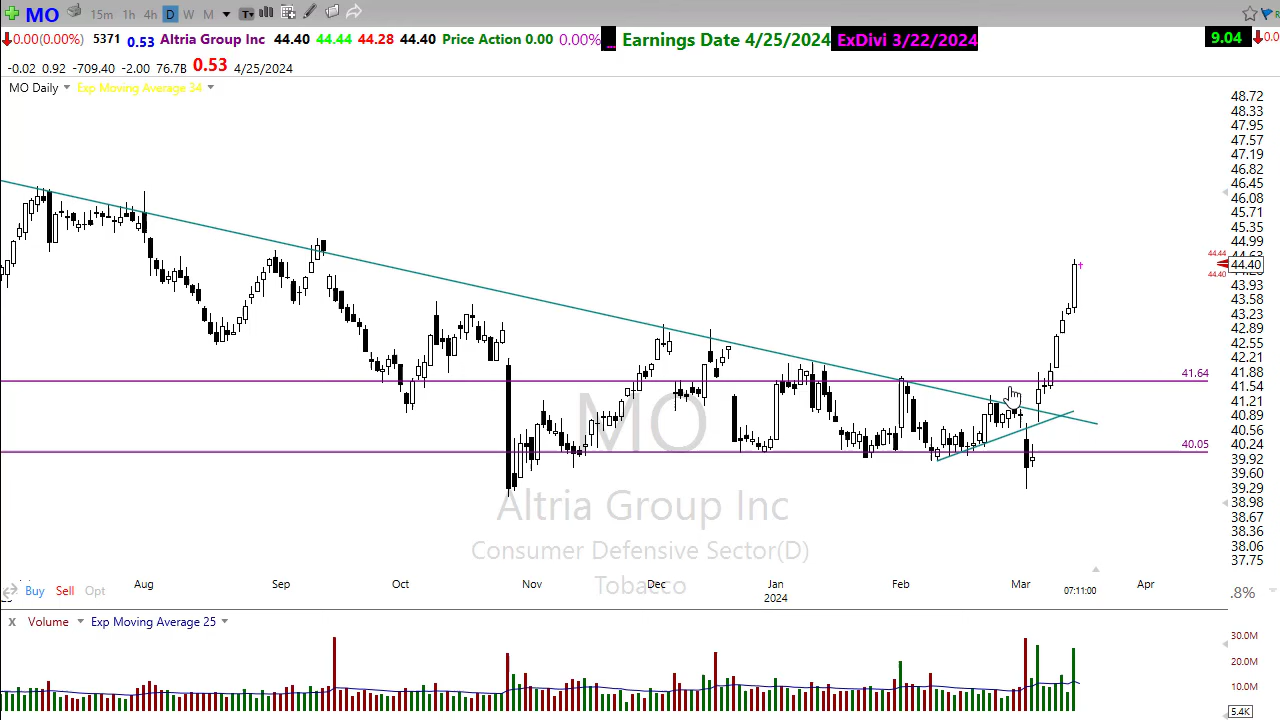 MO 15m 1h 4h D W M T
0.00(0.00%) 5371 0.53 Altria Group Inc 44.40 44.44 44.28 44.40 Price Action 0.00 0.00% ... Earnings Date 4/25/2024 ExDivi 3/22/2024 9.04 0.0
-0.02 0.92 -709.40 -2.00 76.7B 0.53 4/25/2024
MO Daily Exp Moving Average 34
48.72
48.33
47.95
47.57
47.19
46.82
46.45
46.08
45.71
45.35
44.99
44.44
44.40
44.40
43.93
43.58
43.23
42.89
42.55
42.21
41.64
41.88
41.54
41.21
40.89
40.56
40.05
40.24
39.92
39.60
39.29
38.98
38.67
38.36
38.06
37.75
MO
Altria Group Inc
Consumer Defensive Sector(D)
Tobacco
Aug Sep Oct Nov Dec Jan Feb Mar Apr
2024
07:11:00
Buy Sell Opt
.8%
X Volume Exp Moving Average 25
30.0M
20.0M
10.0M
5.4K